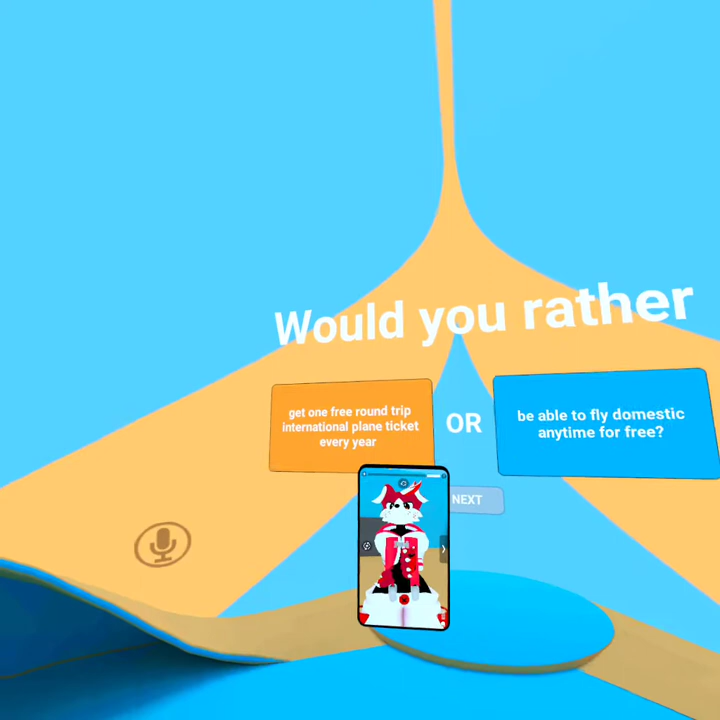 Would you rather
get one free round trip
international plane ticket
every year
OR
be able to fly domestic
anytime for free?
NEXT